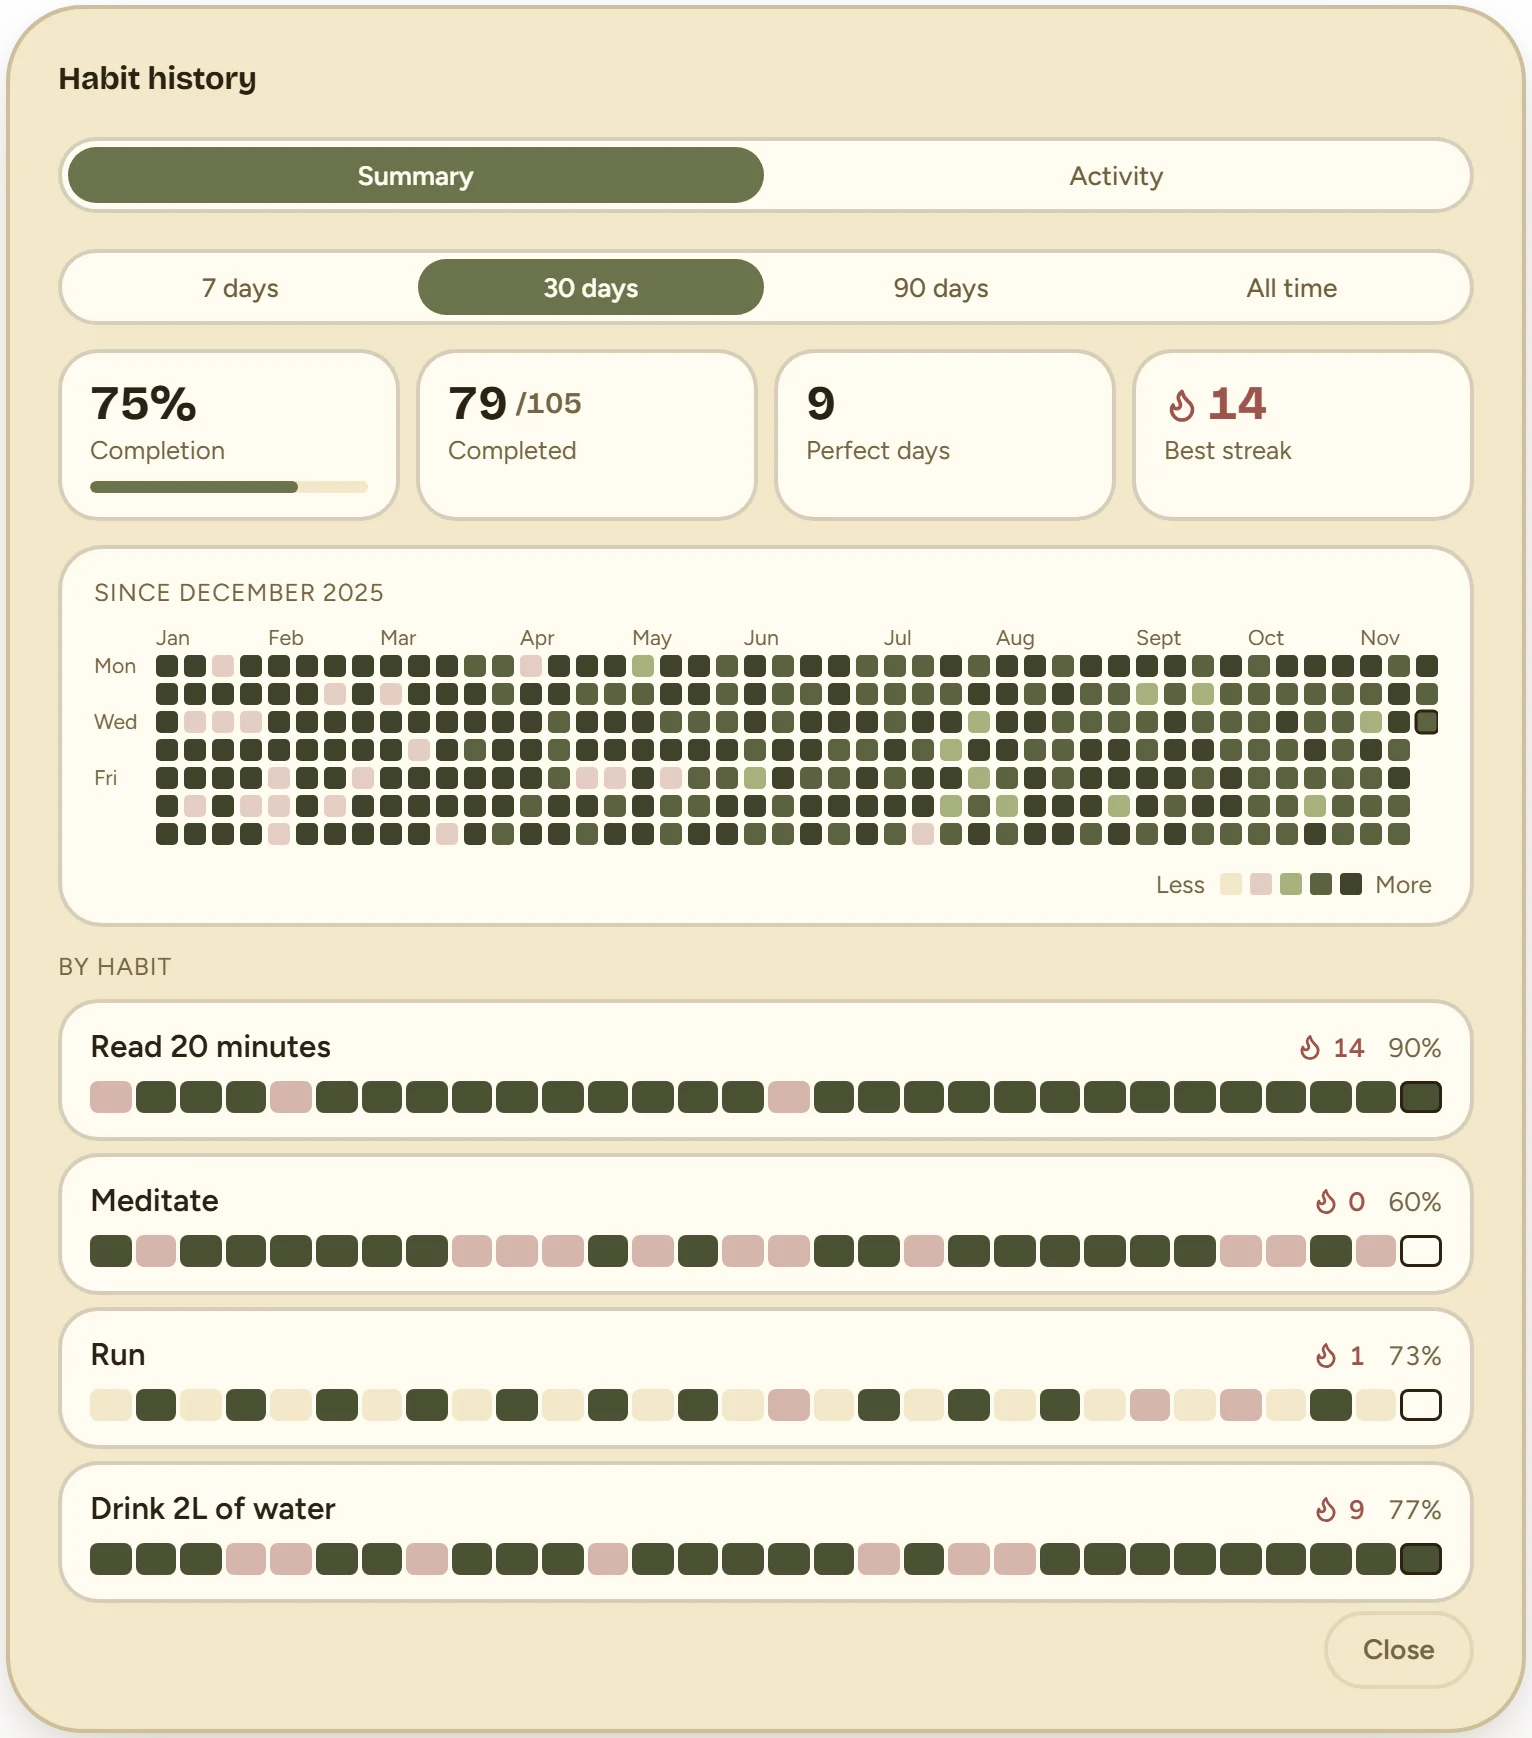 Habit history
Summary Activity
7 days 30 days 90 days All time
75% 79 /105 9 14
Completion Completed Perfect days Best streak
SINCE DECEMBER 2025
Jan Feb Mar Apr May Jun Jul Aug Sept Oct Nov
Mon
Wed
Fri
Less More
BY HABIT
Read 20 minutes 14 90%
Meditate 0 60%
Run 1 73%
Drink 2L of water 9 77%
Close